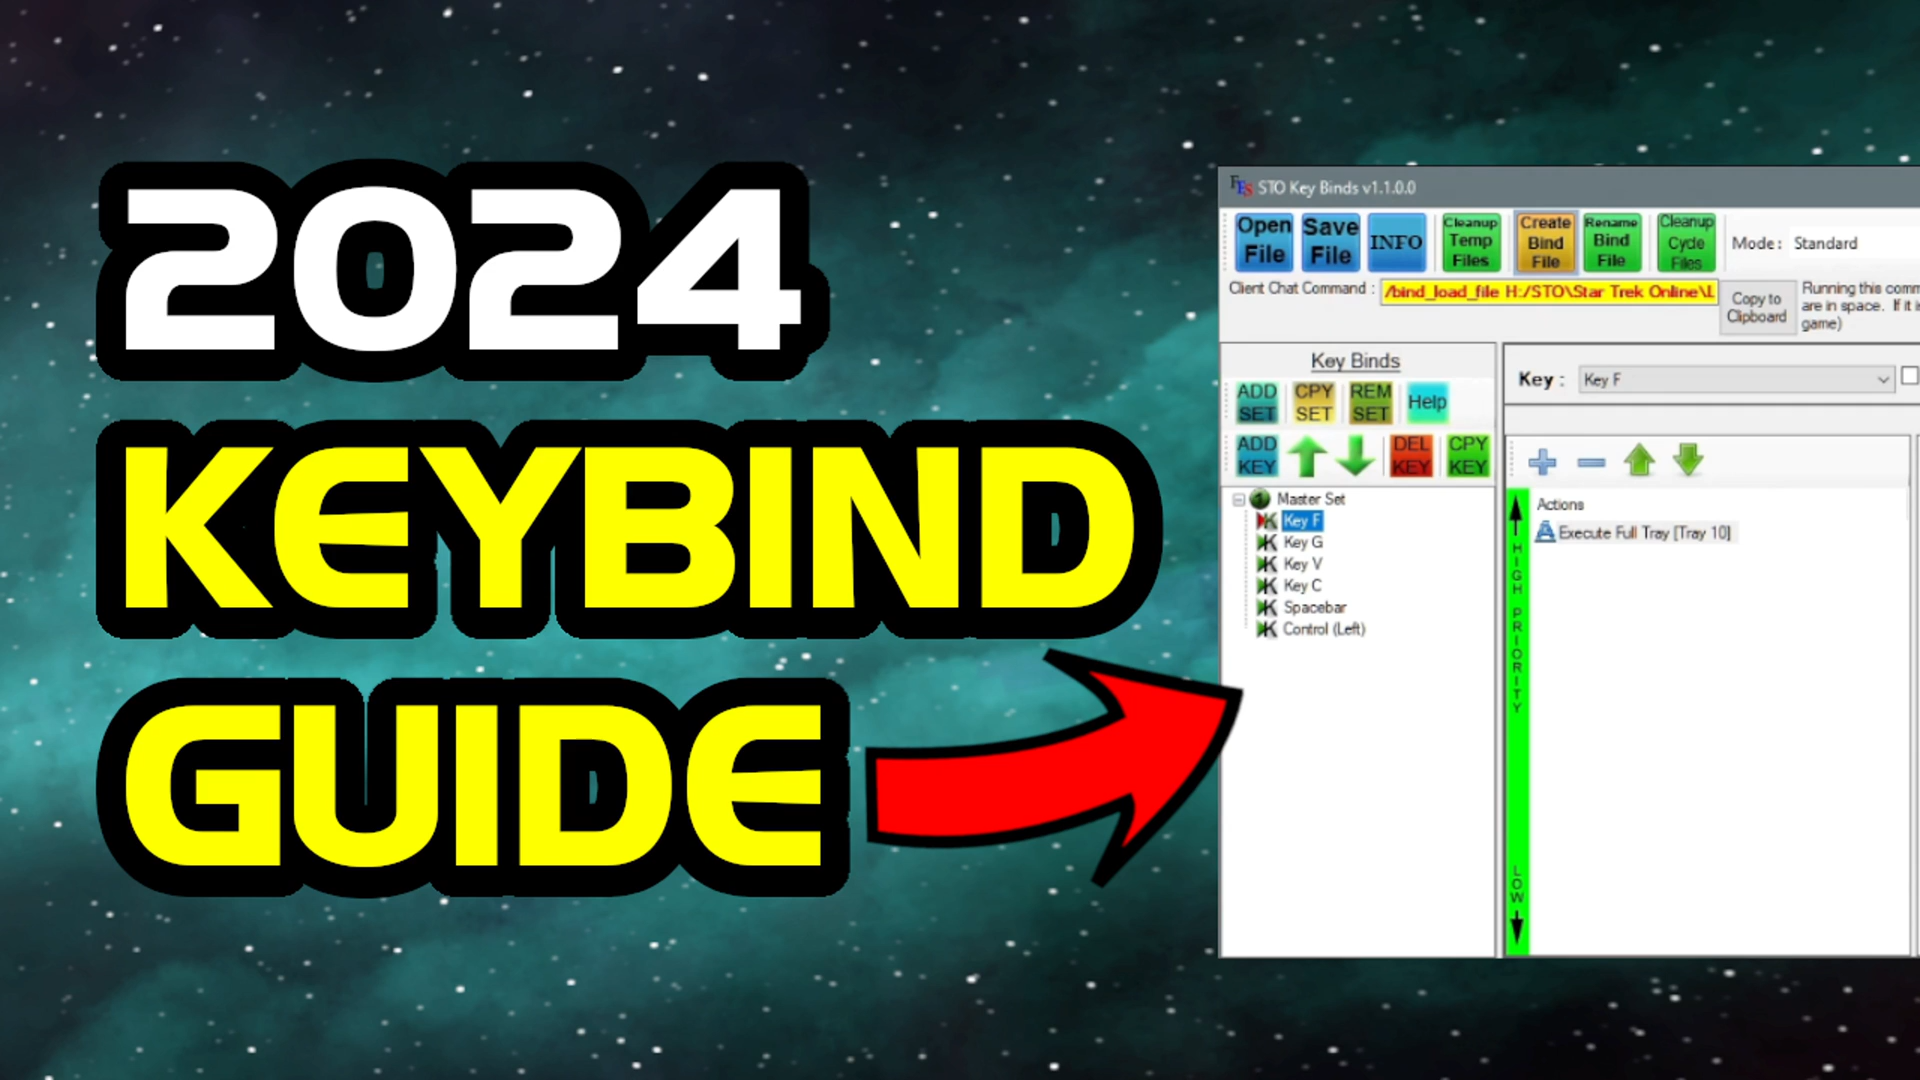 2024
KEYBIND
GUIDE
FES STO Key Binds v1.1.0.0
Open File
Save File
INFO
Cleanup Temp Files
Create Bind File
Rename Bind File
Cleanup Cycle Files
Mode : Standard
Client Chat Command : /bind_load_file H:/STO\Star Trek Online\L
Copy to Clipboard
Running this comm
are in space. If it i
game)
Key Binds
ADD SET
CPY SET
REM SET
Help
ADD KEY
DEL KEY
CPY KEY
Master Set
Key F
Key G
Key V
Key C
Spacebar
Control (Left)
Key : Key F
Actions
Execute Full Tray [Tray 10]
HIGH PRIORITY
LOW